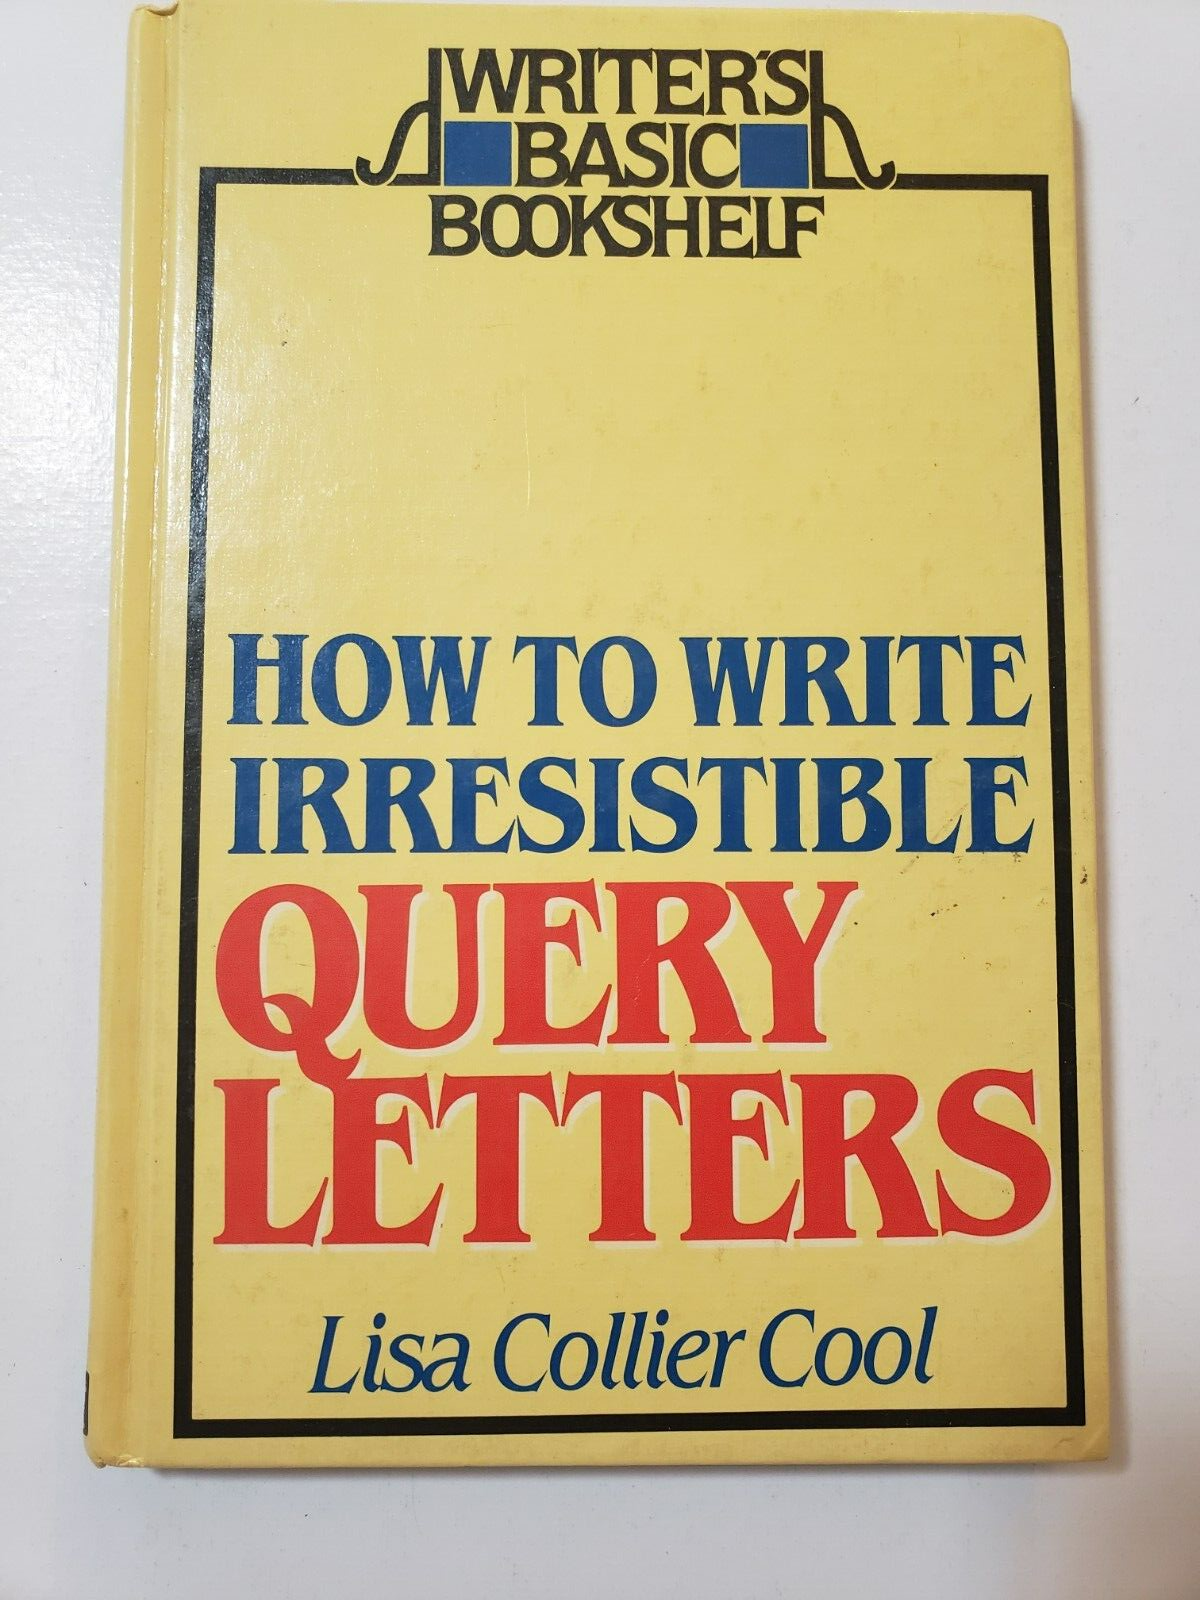 WRITER'S
BASIC
BOOKSHELF
HOW TO WRITE
IRRESISTIBLE
QUERY
LETTERS
Lisa Collier Cool